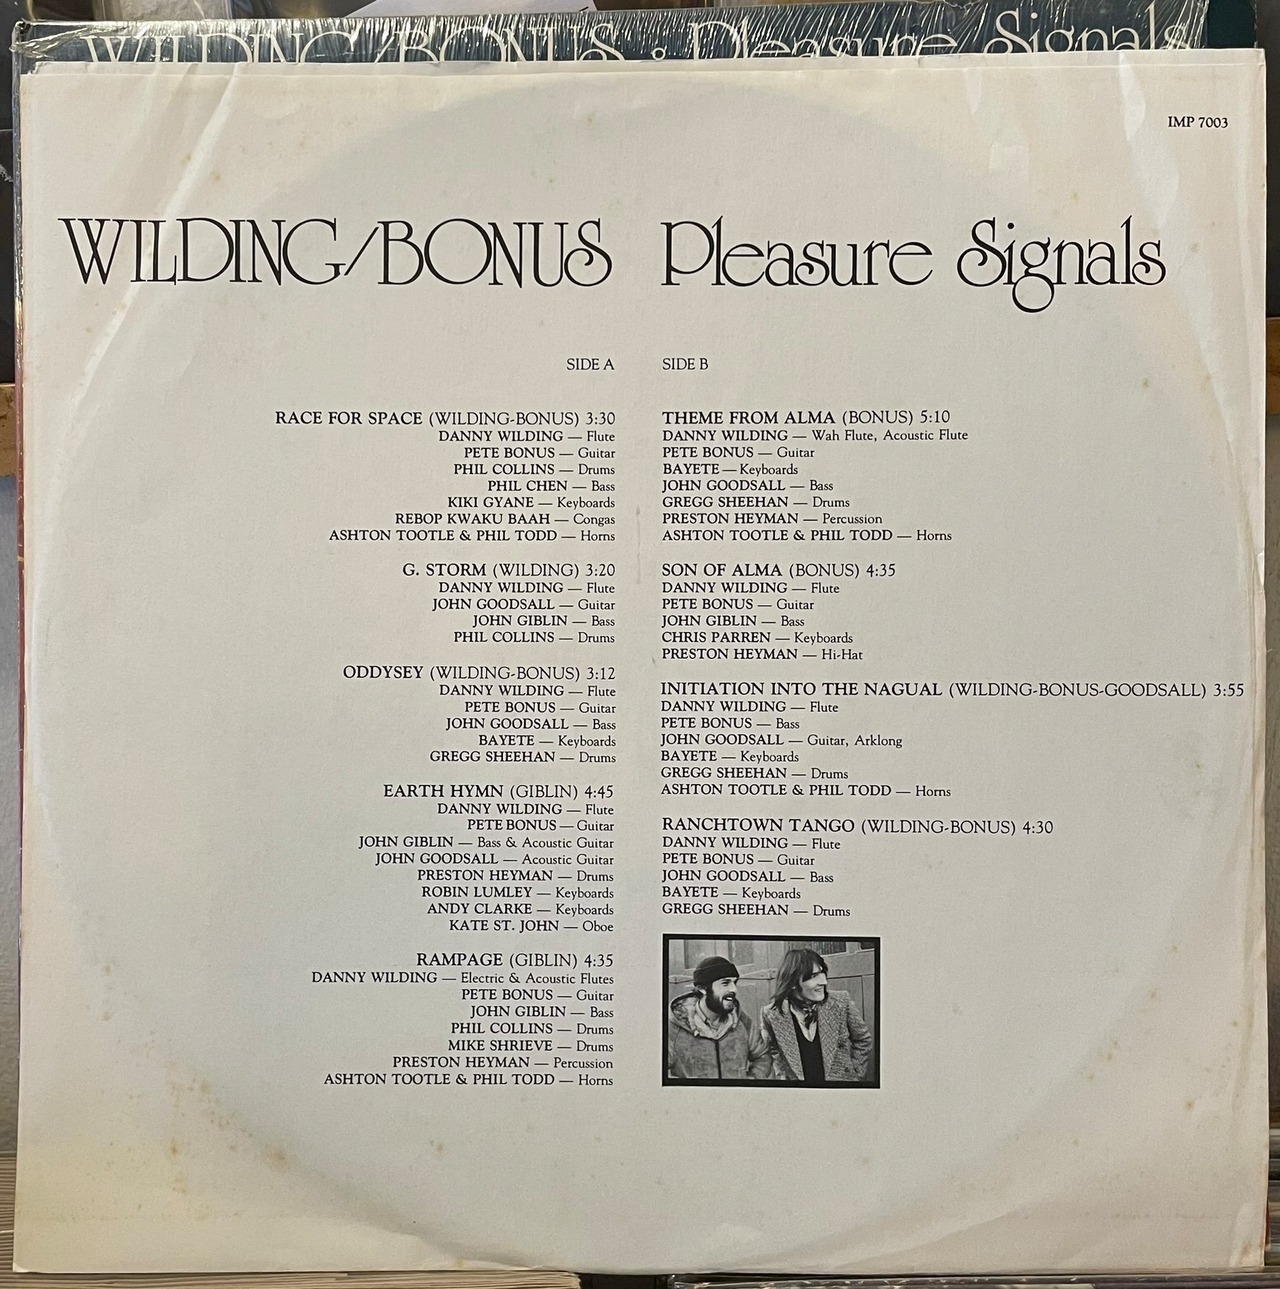 WILDING/BONUS · Pleasure Signals
IMP 7003
WILDING/BONUS Pleasure Signals
SIDE A
RACE FOR SPACE (WILDING-BONUS) 3:30
DANNY WILDING — Flute
PETE BONUS — Guitar
PHIL COLLINS — Drums
PHIL CHEN — Bass
KIKI GYANE — Keyboards
REBOP KWAKU BAAH — Congas
ASHTON TOOTLE & PHIL TODD — Horns
G. STORM (WILDING) 3:20
DANNY WILDING — Flute
JOHN GOODSALL — Guitar
JOHN GIBLIN — Bass
PHIL COLLINS — Drums
ODDYSEY (WILDING-BONUS) 3:12
DANNY WILDING — Flute
PETE BONUS — Guitar
JOHN GOODSALL — Bass
BAYETE — Keyboards
GREGG SHEEHAN — Drums
EARTH HYMN (GIBLIN) 4:45
DANNY WILDING — Flute
PETE BONUS — Guitar
JOHN GIBLIN — Bass & Acoustic Guitar
JOHN GOODSALL — Acoustic Guitar
PRESTON HEYMAN — Drums
ROBIN LUMLEY — Keyboards
ANDY CLARKE — Keyboards
KATE ST. JOHN — Oboe
RAMPAGE (GIBLIN) 4:35
DANNY WILDING — Electric & Acoustic Flutes
PETE BONUS — Guitar
JOHN GIBLIN — Bass
PHIL COLLINS — Drums
MIKE SHRIEVE — Drums
PRESTON HEYMAN — Percussion
ASHTON TOOTLE & PHIL TODD — Horns
SIDE B
THEME FROM ALMA (BONUS) 5:10
DANNY WILDING — Wah Flute, Acoustic Flute
PETE BONUS — Guitar
BAYETE — Keyboards
JOHN GOODSALL — Bass
GREGG SHEEHAN — Drums
PRESTON HEYMAN — Percussion
ASHTON TOOTLE & PHIL TODD — Horns
SON OF ALMA (BONUS) 4:35
DANNY WILDING — Flute
PETE BONUS — Guitar
JOHN GIBLIN — Bass
CHRIS PARREN — Keyboards
PRESTON HEYMAN — Hi-Hat
INITIATION INTO THE NAGUAL (WILDING-BONUS-GOODSALL) 3:55
DANNY WILDING — Flute
PETE BONUS — Bass
JOHN GOODSALL — Guitar, Arklong
BAYETE — Keyboards
GREGG SHEEHAN — Drums
ASHTON TOOTLE & PHIL TODD — Horns
RANCHTOWN TANGO (WILDING-BONUS) 4:30
DANNY WILDING — Flute
PETE BONUS — Guitar
JOHN GOODSALL — Bass
BAYETE — Keyboards
GREGG SHEEHAN — Drums